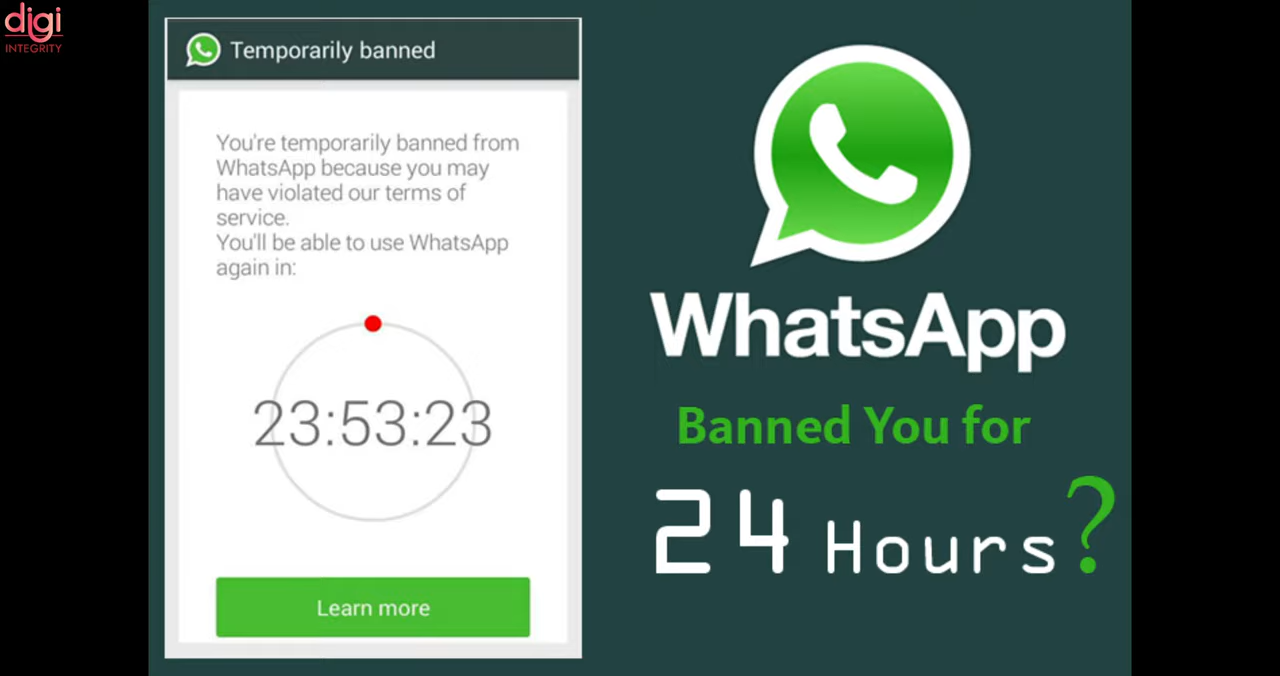 digi
INTEGRITY
Temporarily banned
You're temporarily banned from
WhatsApp because you may
have violated our terms of
service.
You'll be able to use WhatsApp
again in:
23:53:23
Learn more
WhatsApp
Banned You for
24 Hours?